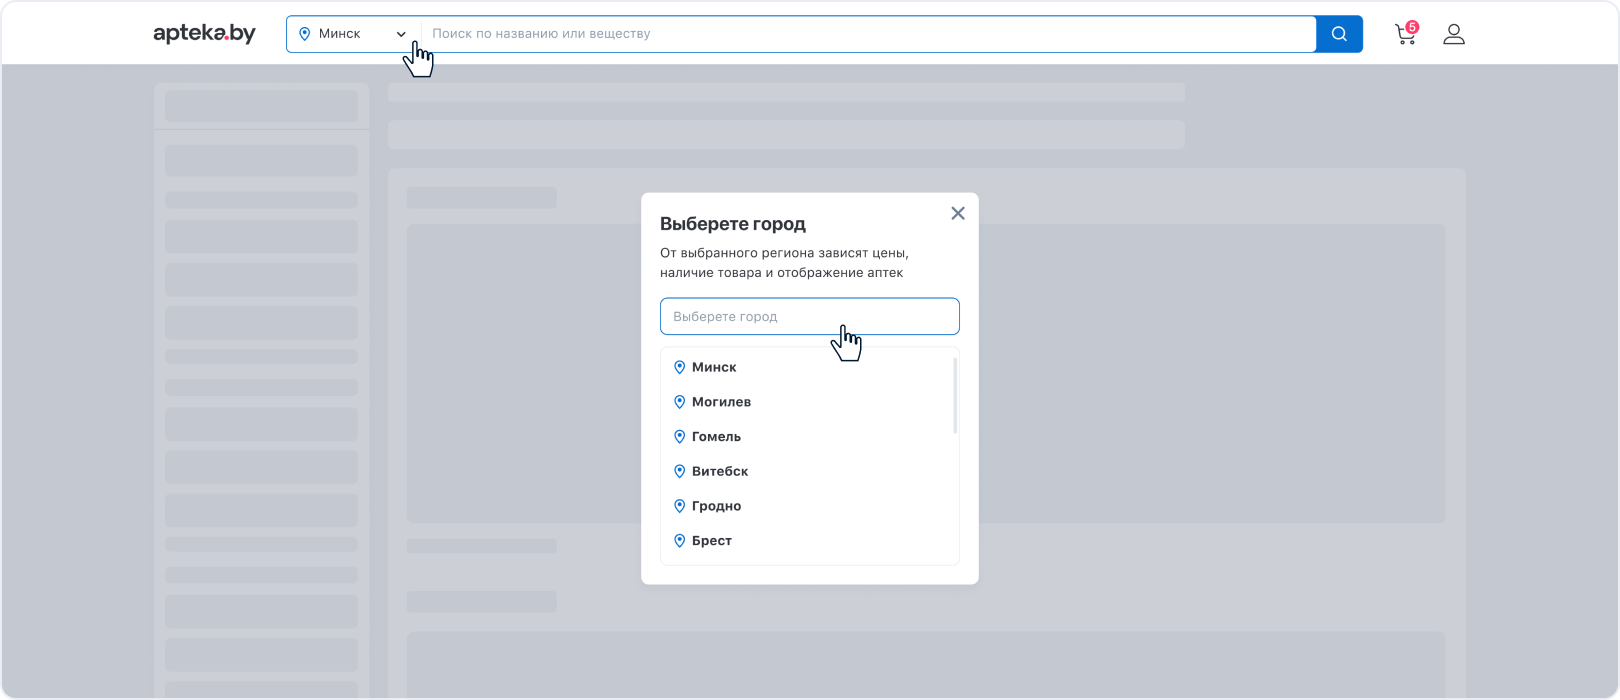 apteka.by
Минск
Поиск по названию или веществу
5
Выберете город
От выбранного региона зависят цены,
наличие товара и отображение аптек
Выберете город
Минск
Могилев
Гомель
Витебск
Гродно
Брест